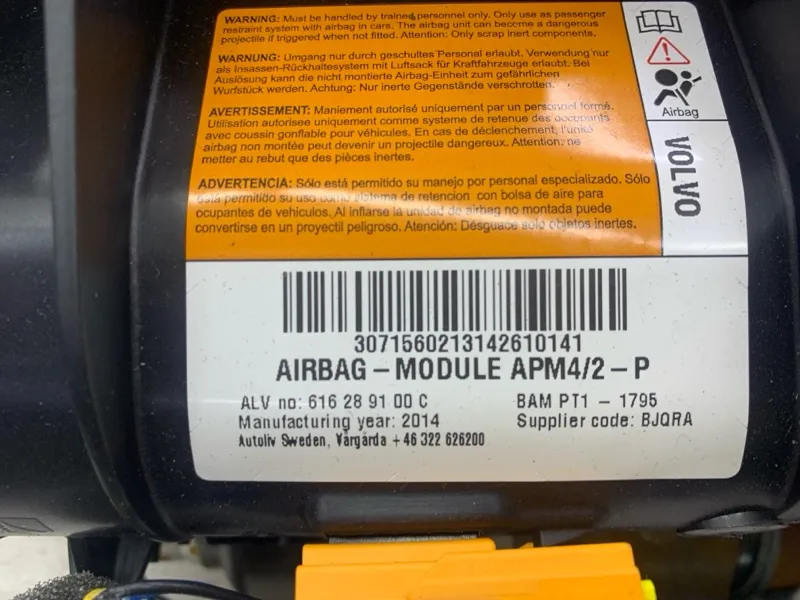 WARNING: Must be handled by trained personnel only. Only use as passenger
restraint system with airbag in cars. The airbag unit can become a dangerous
projectile if triggered when not fitted. Attention: Only scrap inert components.
WARNUNG: Umgang nur durch geschultes Personal erlaubt. Verwendung nur
als Insassen-Rückhaltesystem mit Luftsack für Kraftfahrzeuge erlaubt. Bei
Auslösung kann die nicht montierte Airbag-Einheit zum gefährlichen
Wurfstück werden. Achtung: Nur inerte Gegenstände verschrotten.
AVERTISSEMENT: Maniement autorisé uniquement par un personnel formé.
Utilisation autorisee uniquement comme systeme de retenue des occupants
avec coussin gonflable pour véhicules. En cas de déclenchement, l'unité
airbag non montée peut devenir un projectile dangereux. Attention: ne
metter au rebut que des pièces inertes.
ADVERTENCIA: Sólo está permitido su manejo por personal especializado. Sólo
está permitido su uso como sistema de retencion con bolsa de aire para
ocupantes de vehiculos. Al inflarse la unidad de airbag no montada puede
convertirse en un proyectil peligroso. Atención: Désguace solo objetos inertes.
Airbag
VOLVO
3071560213142610141
AIRBAG – MODULE APM4/2 – P
ALV no: 616 28 91 00 C
BAM PT1 – 1795
Manufacturing year: 2014
Supplier code: BJQRA
Autoliv Sweden, Vårgårda +46 322 626200